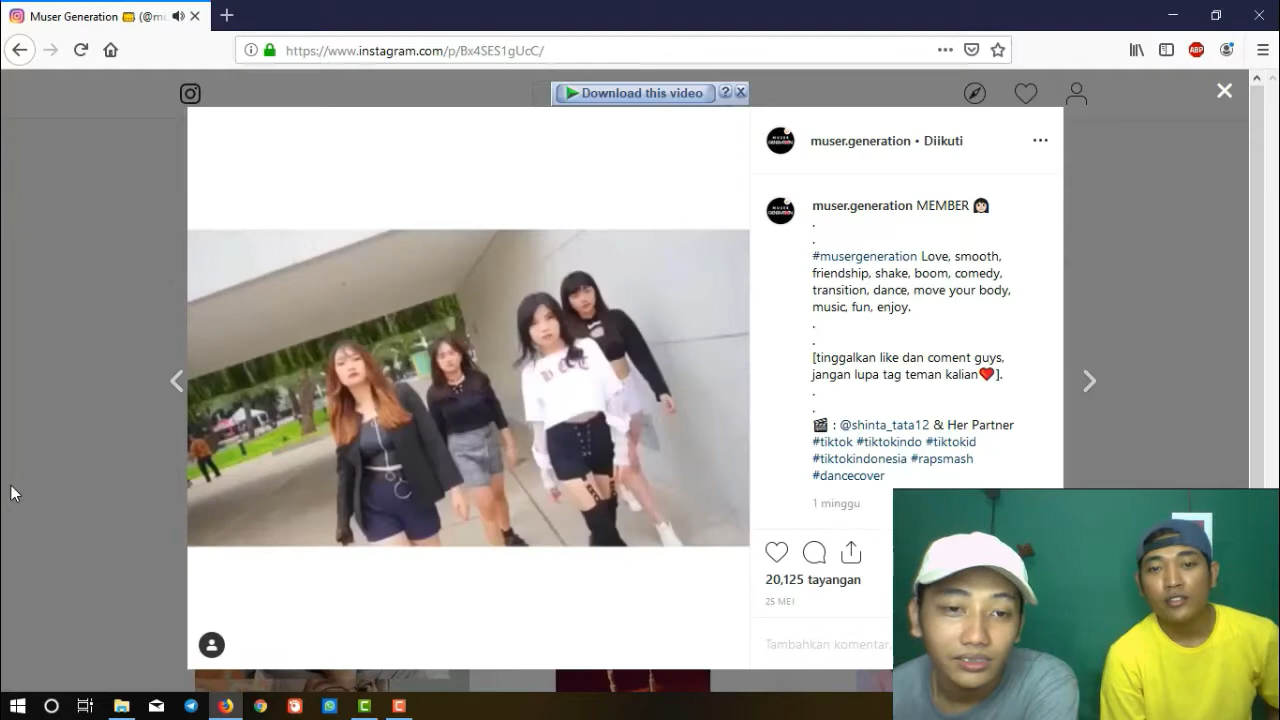 Muser Generation
https://www.instagram.com/p/Bx4SES1gUcC/
ABP
Download this video
muser.generation • Diikuti
muser.generation MEMBER
.
.
#musergeneration Love, smooth,
friendship, shake, boom, comedy,
transition, dance, move your body,
music, fun, enjoy.
.
.
[tinggalkan like dan coment guys,
jangan lupa tag teman kalian❤].
.
.
🎬 : @shinta_tata12 & Her Partner
#tiktok #tiktokindo #tiktokid
#tiktokindonesia #rapsmash
#dancecover
1 minggu
20,125 tayangan
25 MEI
Tambahkan komentar